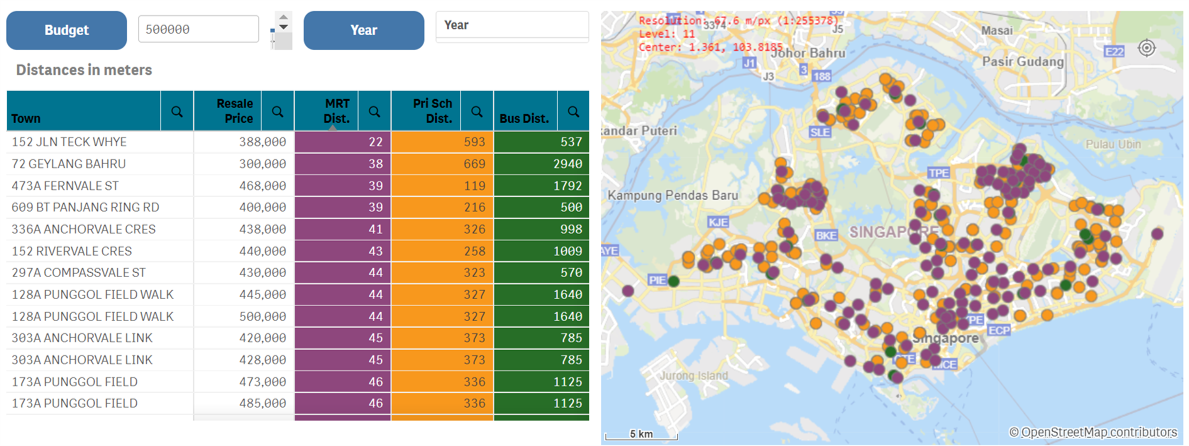 Budget
500000
Year
Year
Distances in meters
Town
Resale Price
MRT Dist.
Pri Sch Dist.
Bus Dist.
152 JLN TECK WHYE 388,000 22 593 537
72 GEYLANG BAHRU 300,000 38 669 2940
473A FERNVALE ST 468,000 39 119 1792
609 BT PANJANG RING RD 400,000 39 216 500
336A ANCHORVALE CRES 438,000 41 326 998
152 RIVERVALE CRES 440,000 43 258 1009
297A COMPASSVALE ST 430,000 44 323 570
128A PUNGGOL FIELD WALK 445,000 44 327 1640
128A PUNGGOL FIELD WALK 500,000 44 327 1640
303A ANCHORVALE LINK 420,000 45 373 785
303A ANCHORVALE LINK 428,000 45 373 785
173A PUNGGOL FIELD 473,000 46 336 1125
173A PUNGGOL FIELD 485,000 46 336 1125
Resolution: 67.6 m/px (1:255378)
Level: 11
Center: 1.361, 103.8185
3374
J5
Masai
Johor Bahru
E22
J1
3
Pasir Gudang
J3
188
SLE
Pulau Ubin
TPE
Kampung Pendas Baru
KJE
BKE
PIE
ECP
Singapore
Jurong Island
5 km
© OpenStreetMap contributors